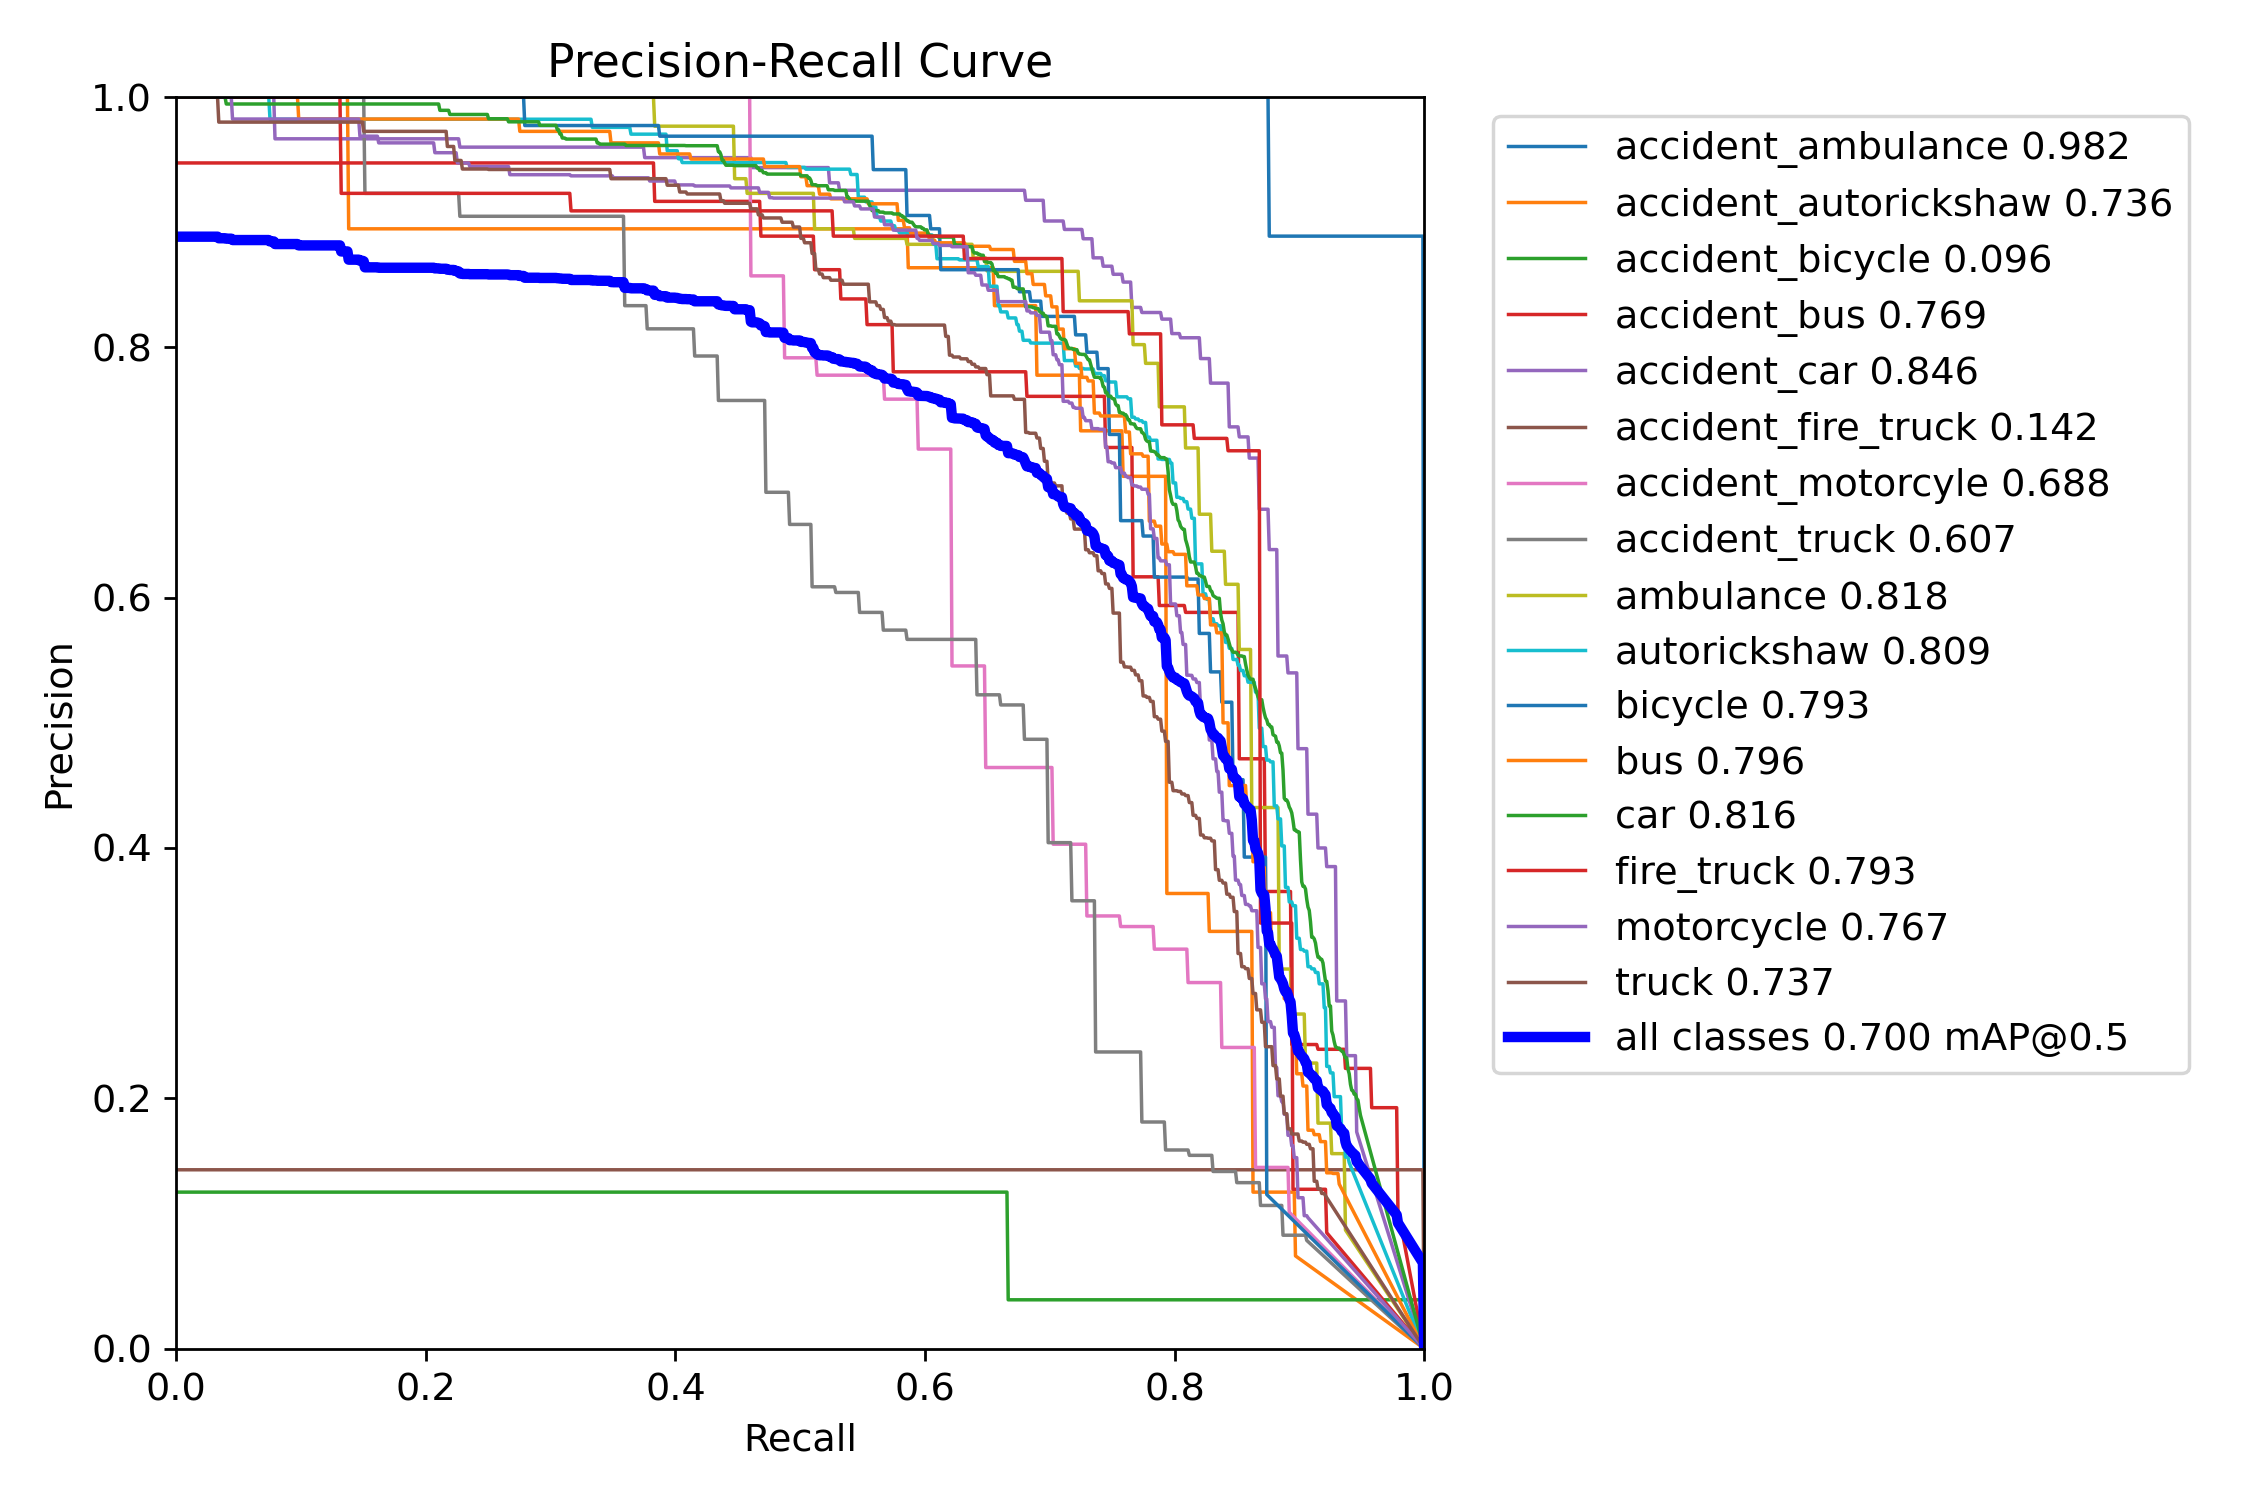 Precision-Recall Curve
1.0
0.8
0.6
0.4
0.2
0.0
Precision
0.0 0.2 0.4 0.6 0.8 1.0
Recall
accident_ambulance 0.982
accident_autorickshaw 0.736
accident_bicycle 0.096
accident_bus 0.769
accident_car 0.846
accident_fire_truck 0.142
accident_motorcyle 0.688
accident_truck 0.607
ambulance 0.818
autorickshaw 0.809
bicycle 0.793
bus 0.796
car 0.816
fire_truck 0.793
motorcycle 0.767
truck 0.737
all classes 0.700 mAP@0.5